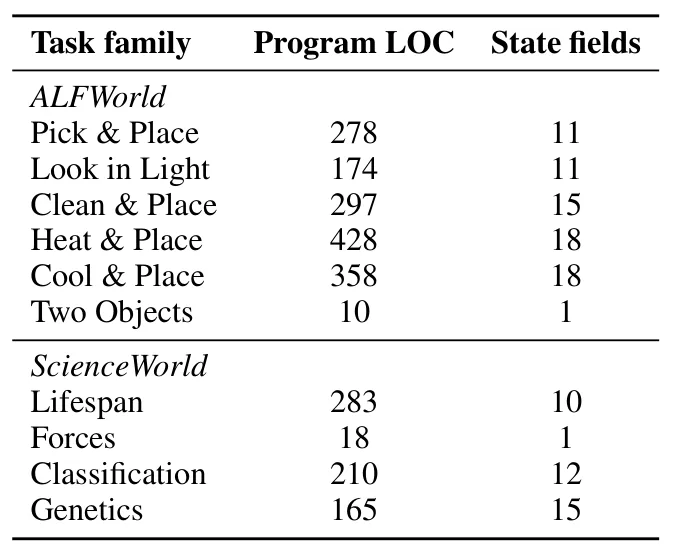 Task family Program LOC State fields
ALFWorld
Pick & Place 278 11
Look in Light 174 11
Clean & Place 297 15
Heat & Place 428 18
Cool & Place 358 18
Two Objects 10 1
ScienceWorld
Lifespan 283 10
Forces 18 1
Classification 210 12
Genetics 165 15